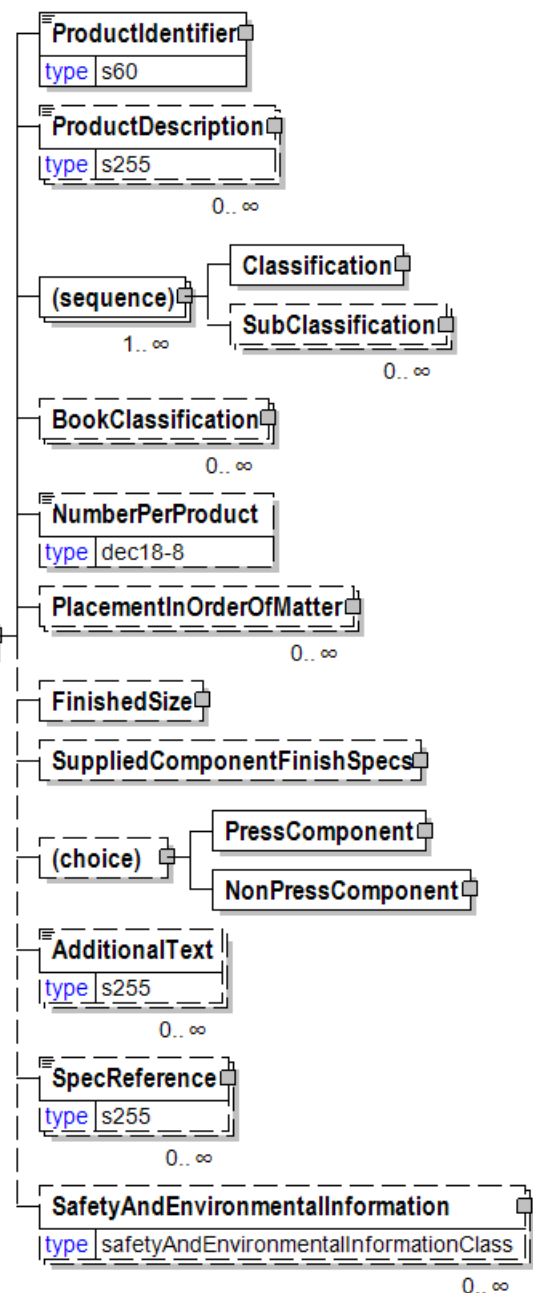 ProductIdentifier
type s60
ProductDescription
type s255
0.. ∞
Classification
(sequence)
1.. ∞
SubClassification
0.. ∞
BookClassification
0.. ∞
NumberPerProduct
type dec18-8
PlacementInOrderOfMatter
0.. ∞
FinishedSize
SuppliedComponentFinishSpecs
(choice)
PressComponent
NonPressComponent
AdditionalText
type s255
0.. ∞
SpecReference
type s255
0.. ∞
SafetyAndEnvironmentalInformation
type safetyAndEnvironmentalInformationClass
0.. ∞